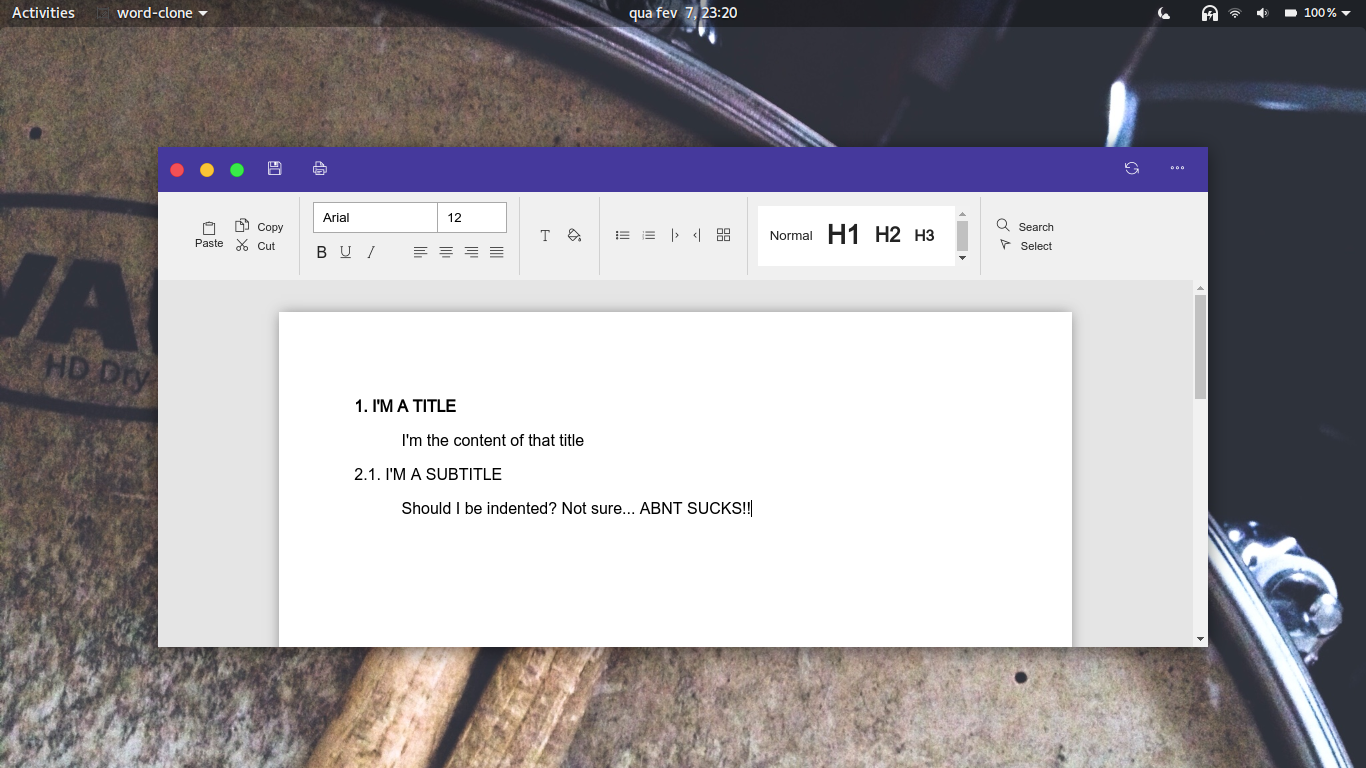 Activities word-clone qua fev 7, 23:20 100%
Paste
Copy
Cut
Arial 12
B U I
T
Normal H1 H2 H3
Search
Select
HD Dry
1. I'M A TITLE
I'm the content of that title
2.1. I'M A SUBTITLE
Should I be indented? Not sure... ABNT SUCKS!!